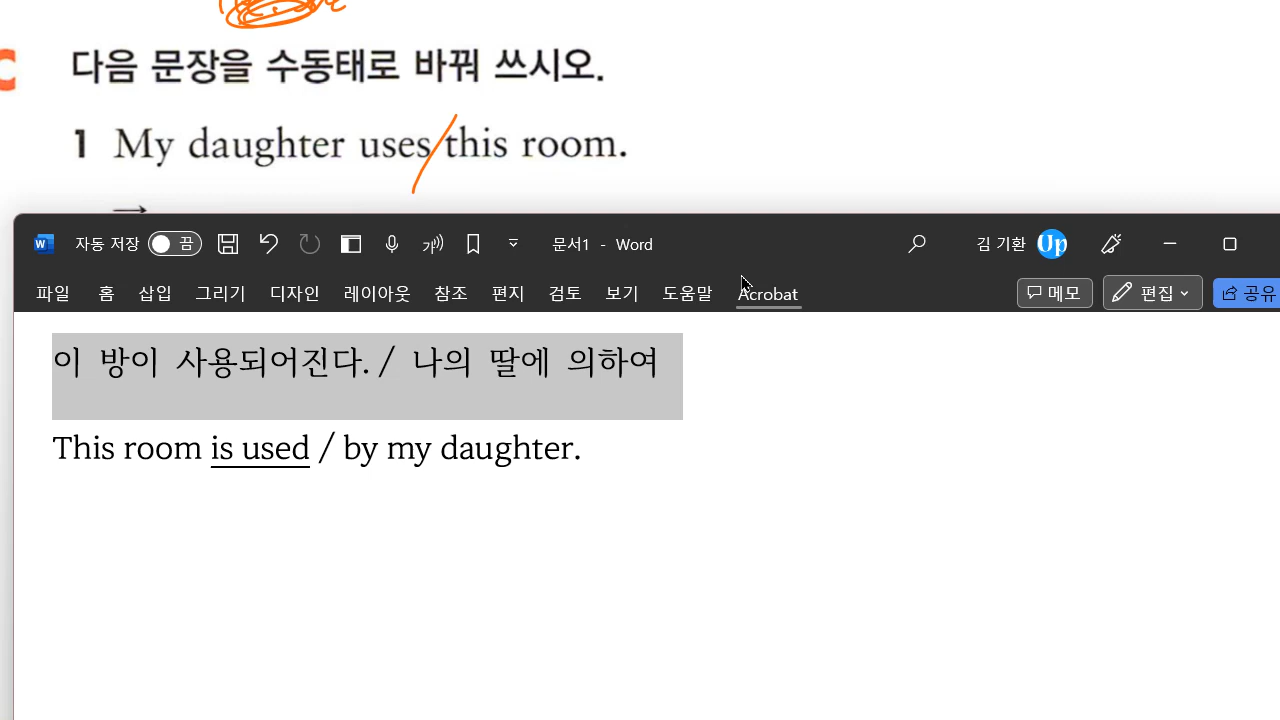 다음 문장을 수동태로 바꿔 쓰시오.
1 My daughter uses/this room.
→
자동 저장 끔 문서1 - Word 김 기환 Up
파일 홈 삽입 그리기 디자인 레이아웃 참조 편지 검토 보기 도움말 Acrobat 메모 편집 공유
이 방이 사용되어진다. / 나의 딸에 의하여
This room is used / by my daughter.